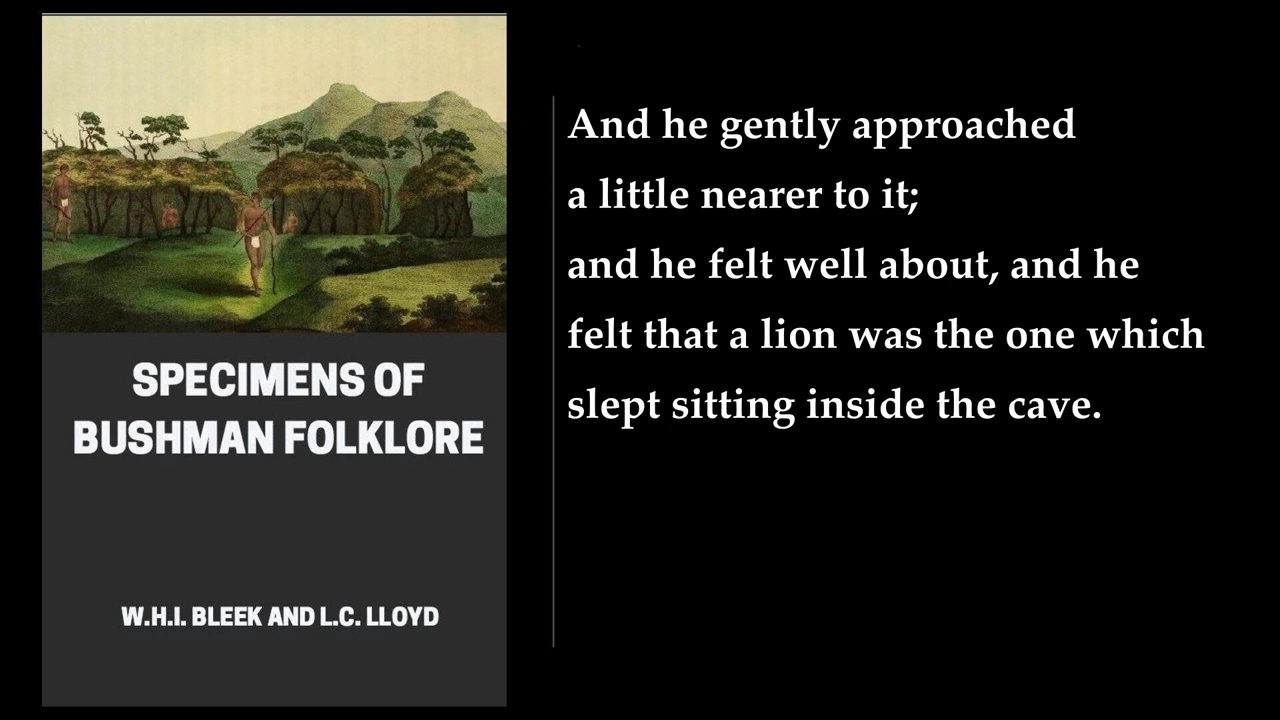 SPECIMENS OF
BUSHMAN FOLKLORE
W.H.I. BLEEK AND L.C. LLOYD
And he gently approached
a little nearer to it;
and he felt well about, and he
felt that a lion was the one which
slept sitting inside the cave.